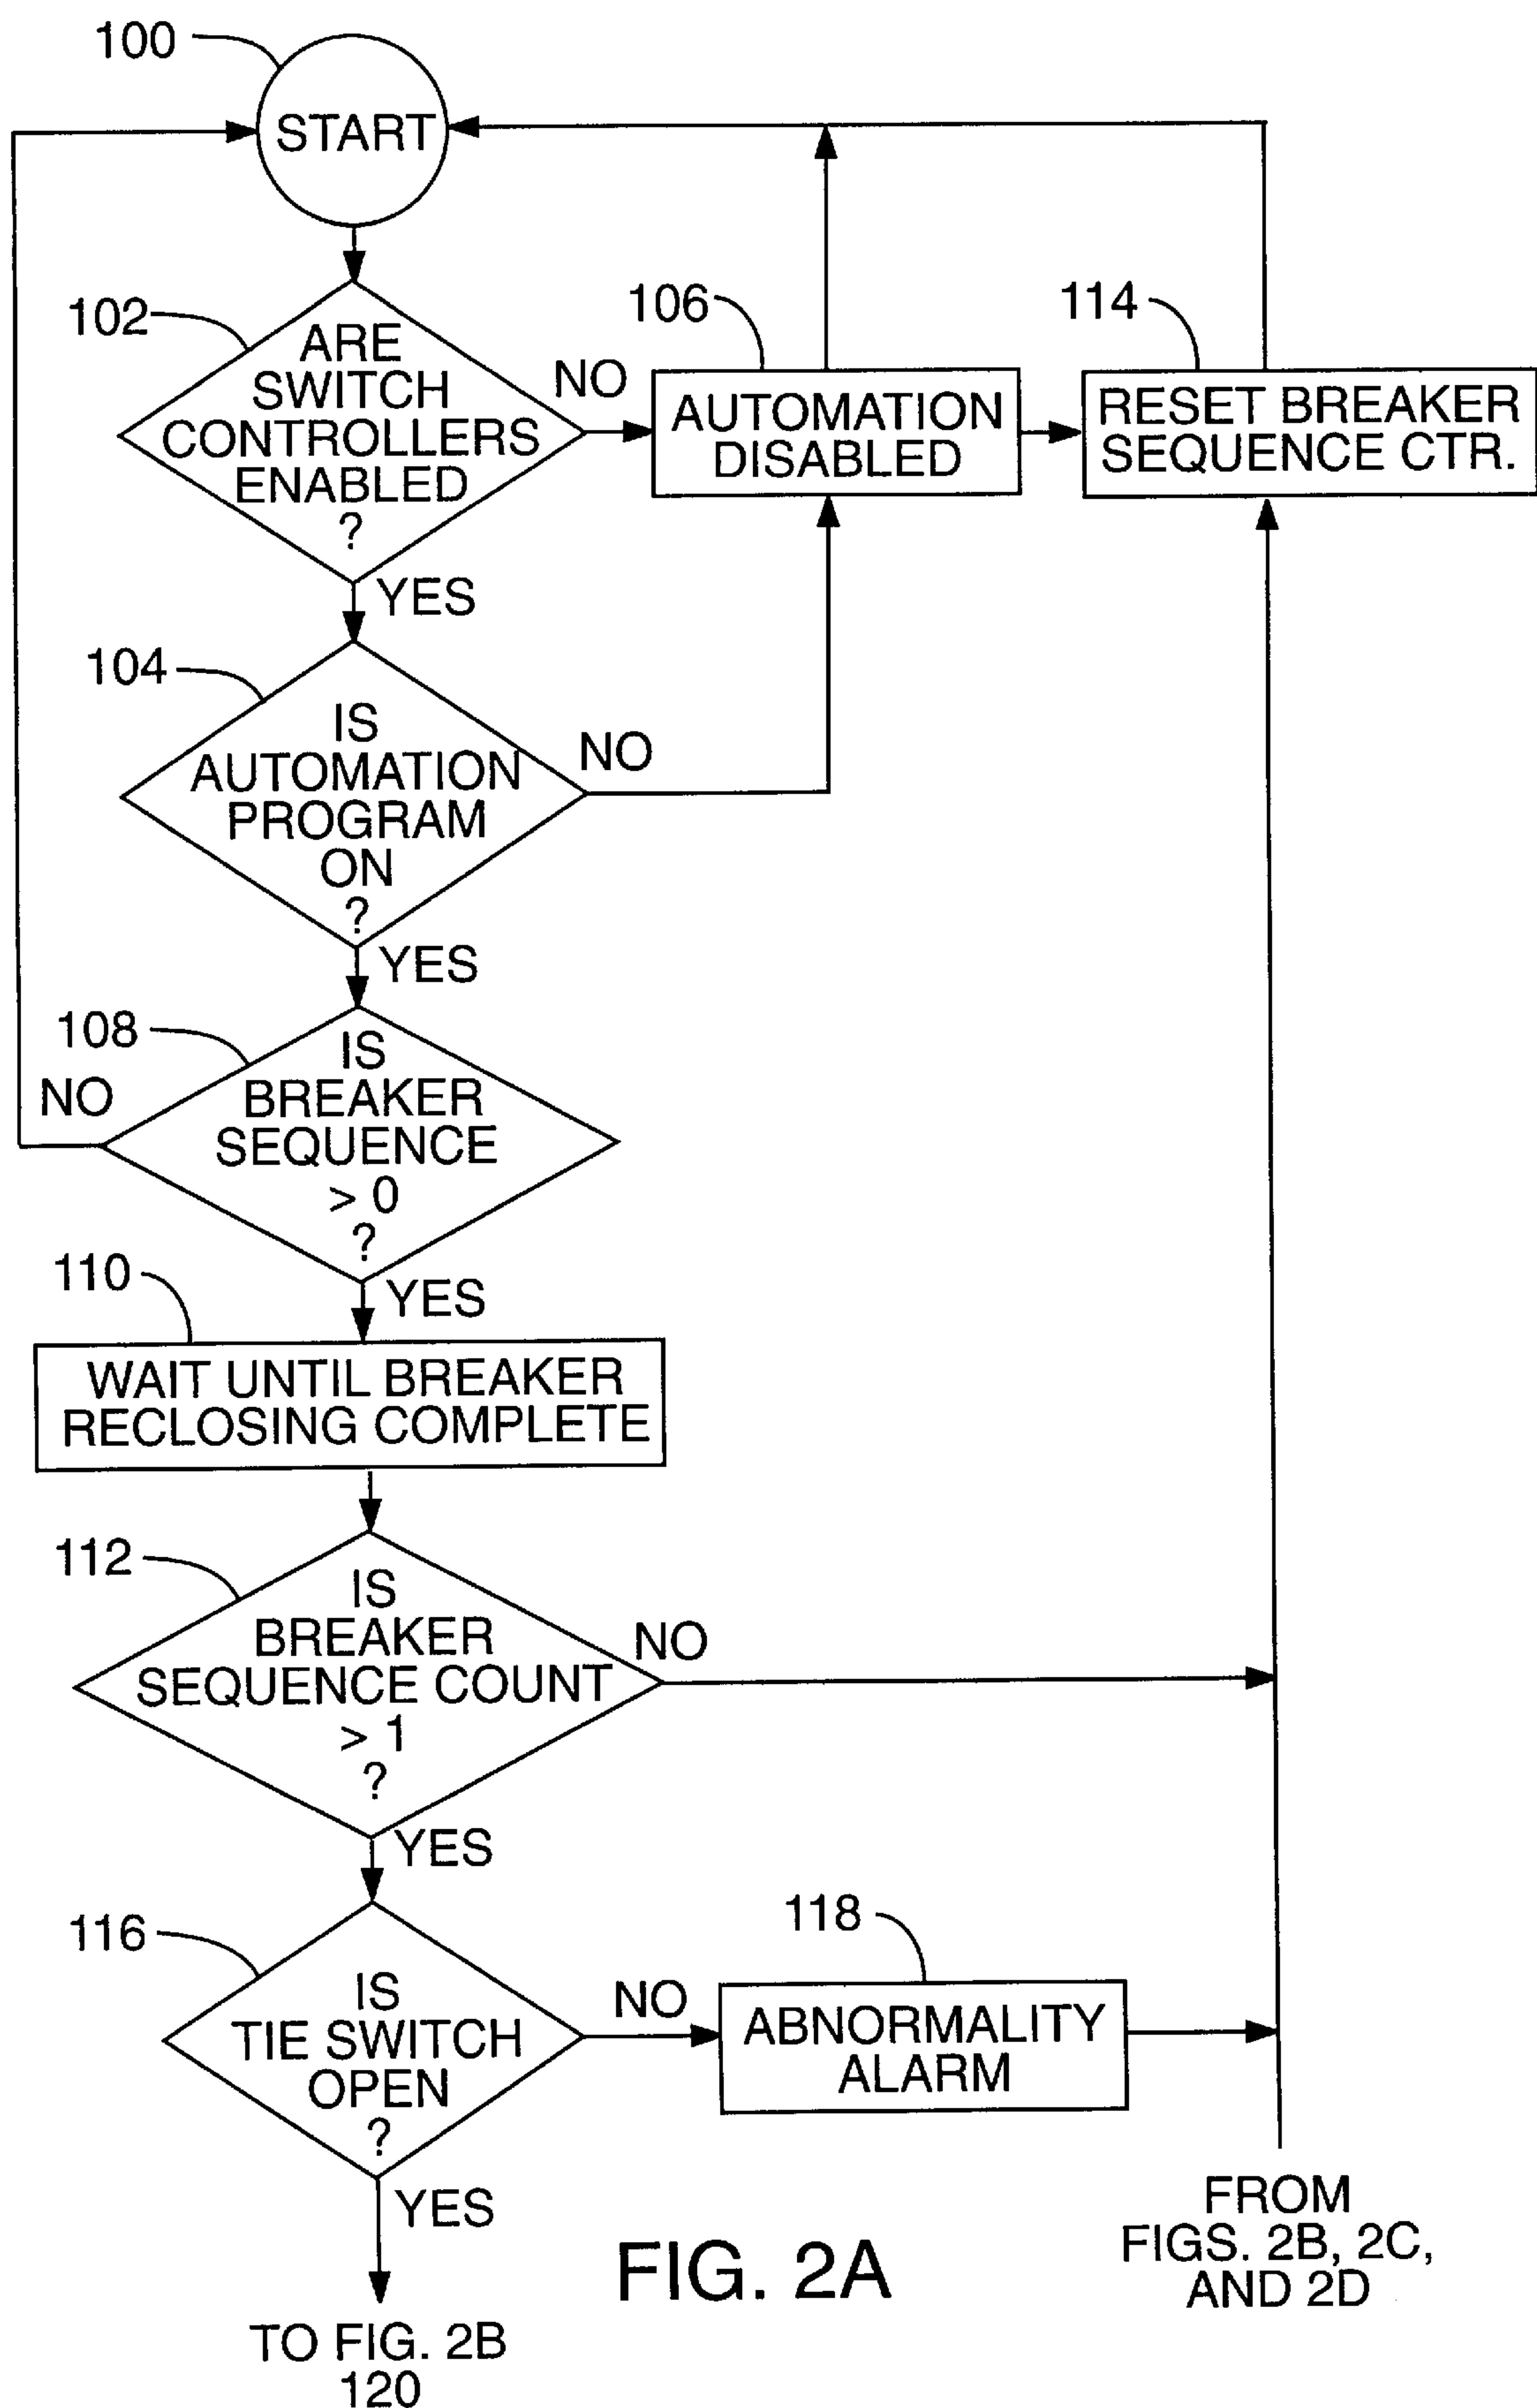 100
START
102
ARE
SWITCH
CONTROLLERS
ENABLED
?
NO
106
AUTOMATION
DISABLED
114
RESET BREAKER
SEQUENCE CTR.
YES
104
IS
AUTOMATION
PROGRAM
ON
?
NO
YES
108
IS
BREAKER
SEQUENCE
> 0
?
NO
YES
110
WAIT UNTIL BREAKER
RECLOSING COMPLETE
112
IS
BREAKER
SEQUENCE COUNT
> 1
?
NO
YES
116
IS
TIE SWITCH
OPEN
?
NO
118
ABNORMALITY
ALARM
YES
TO FIG. 2B
120
FIG. 2A
FROM
FIGS. 2B, 2C,
AND 2D